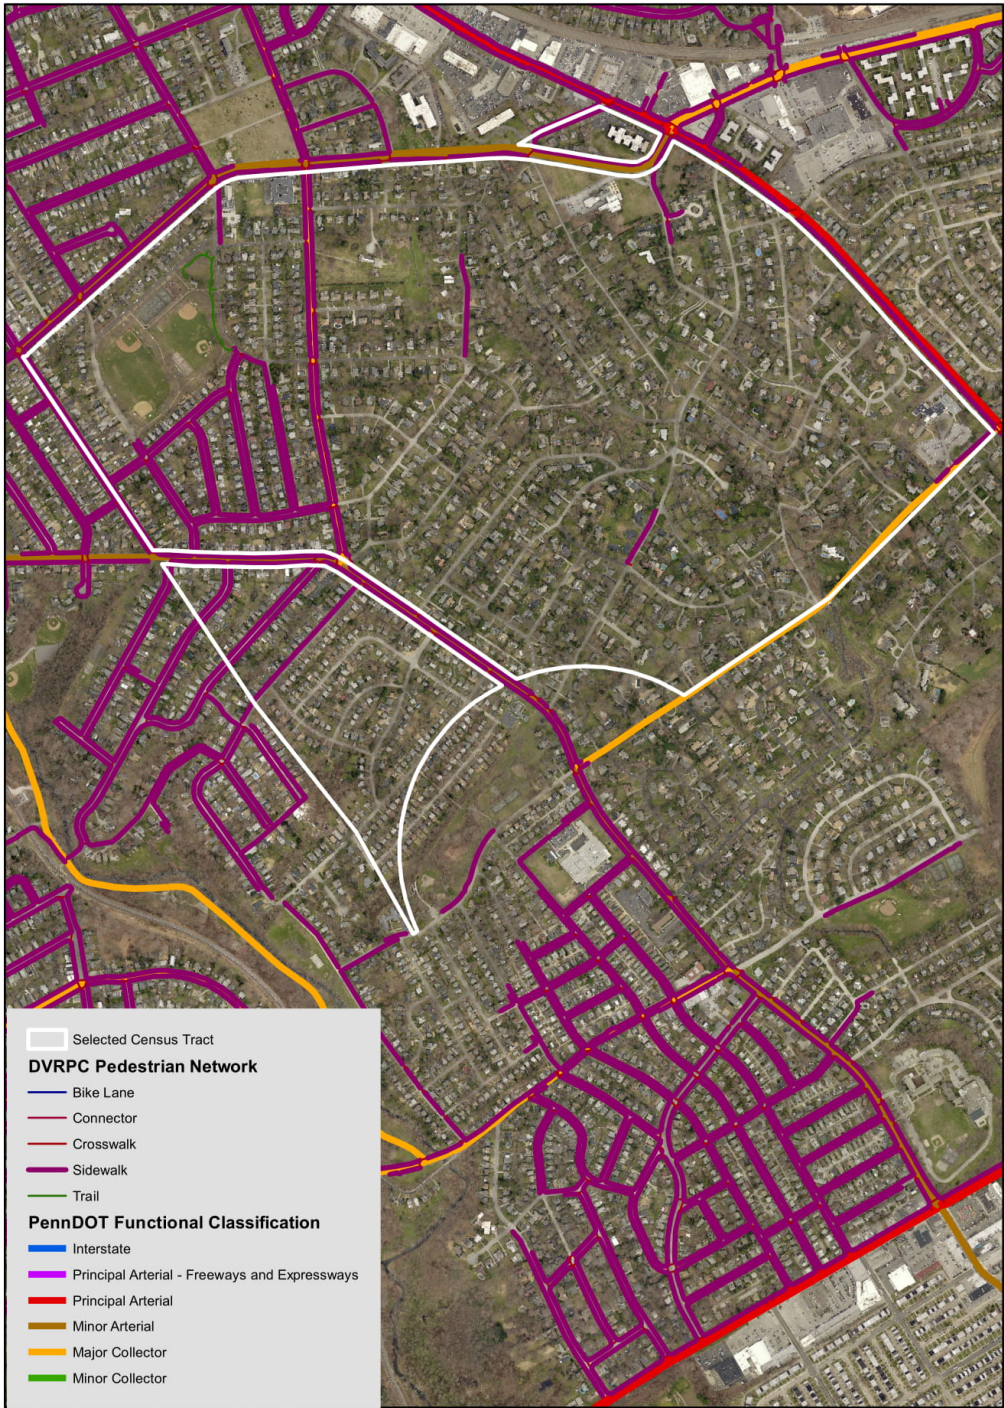 Selected Census Tract
DVRPC Pedestrian Network
Bike Lane
Connector
Crosswalk
Sidewalk
Trail
PennDOT Functional Classification
Interstate
Principal Arterial - Freeways and Expressways
Principal Arterial
Minor Arterial
Major Collector
Minor Collector